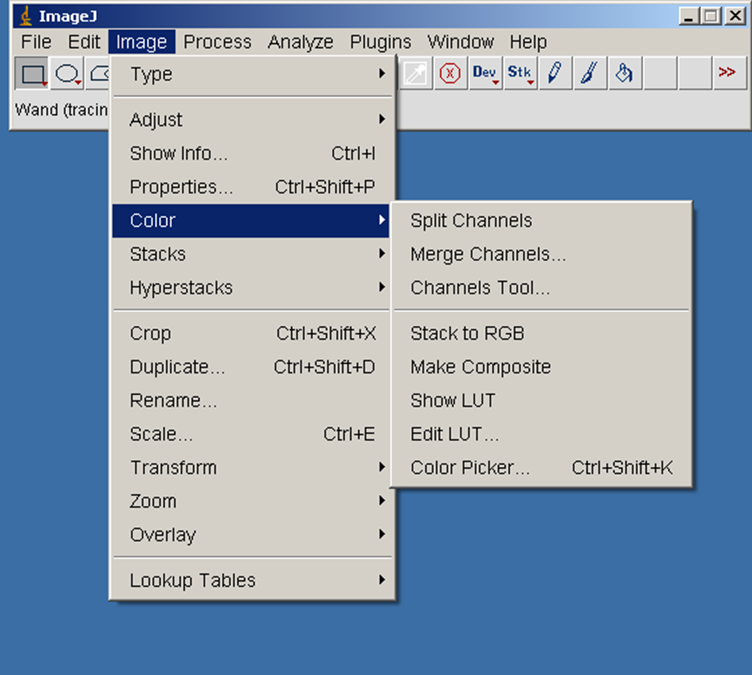 ImageJ
File Edit Image Process Analyze Plugins Window Help
Dev Stk >>
Wand (tracin
Type
Adjust
Show Info... Ctrl+I
Properties... Ctrl+Shift+P
Color
Stacks
Hyperstacks
Crop Ctrl+Shift+X
Duplicate... Ctrl+Shift+D
Rename...
Scale... Ctrl+E
Transform
Zoom
Overlay
Lookup Tables
Split Channels
Merge Channels...
Channels Tool...
Stack to RGB
Make Composite
Show LUT
Edit LUT...
Color Picker... Ctrl+Shift+K